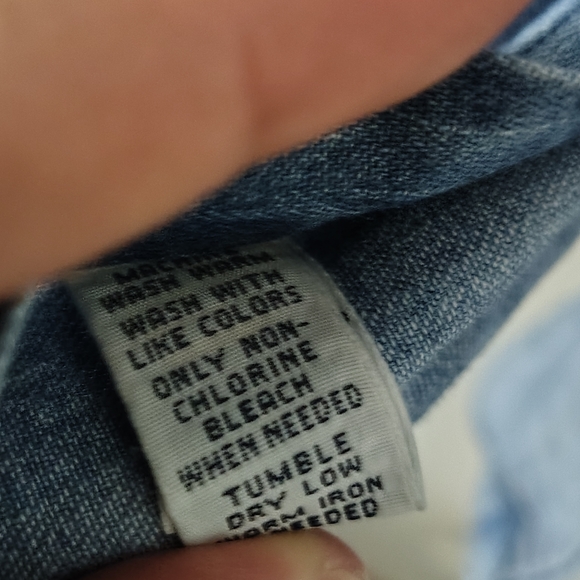 WASH WARM
WASH WITH
LIKE COLORS
ONLY NON-
CHLORINE
BLEACH
WHEN NEEDED
TUMBLE
DRY LOW
WARM IRON
NEEDED